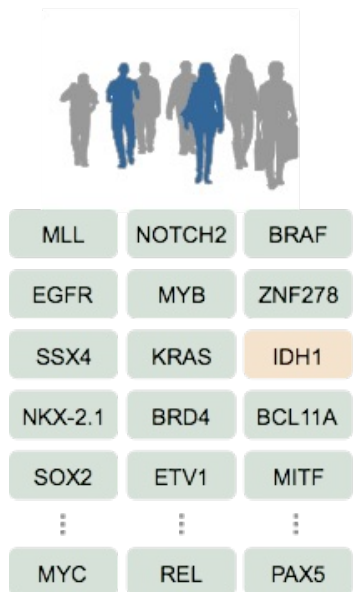 MLL NOTCH2 BRAF
EGFR MYB ZNF278
SSX4 KRAS IDH1
NKX-2.1 BRD4 BCL11A
SOX2 ETV1 MITF
MYC REL PAX5